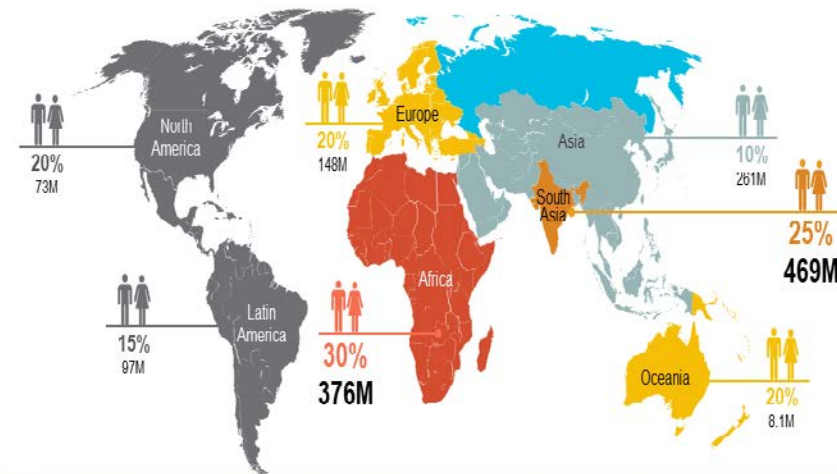 North
America
20%
73M
Europe
20%
148M
Asia
10%
261M
South
Asia
25%
469M
Africa
30%
376M
Latin
America
15%
97M
Oceania
20%
8.1M